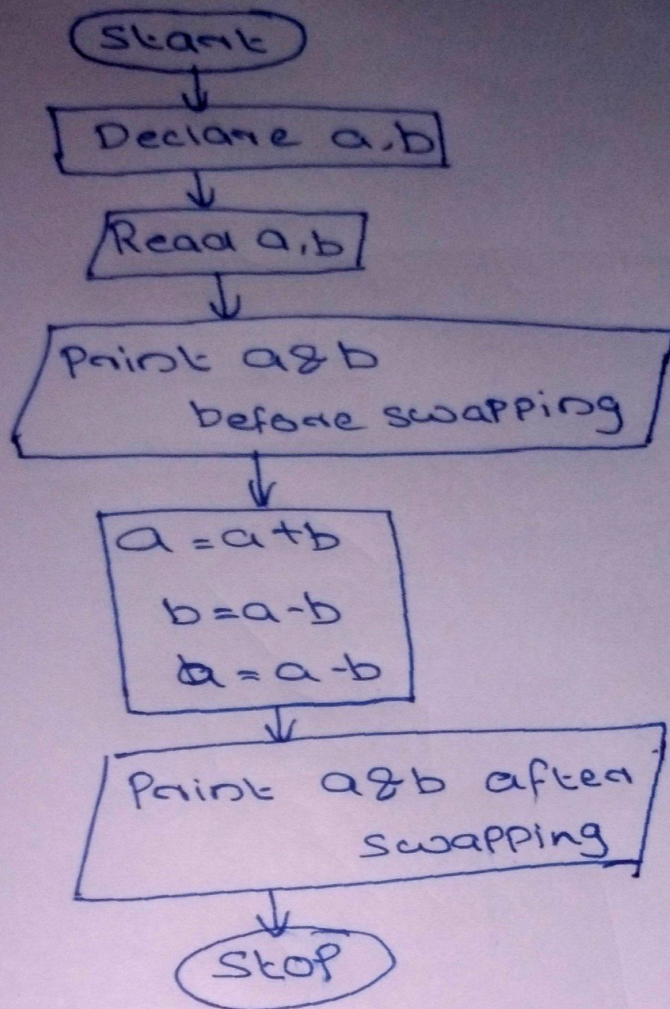 Start
Declare a,b
Read a,b
Print a&b
before swapping
a = a+b
b = a-b
a = a-b
Print a&b after
swapping
Stop